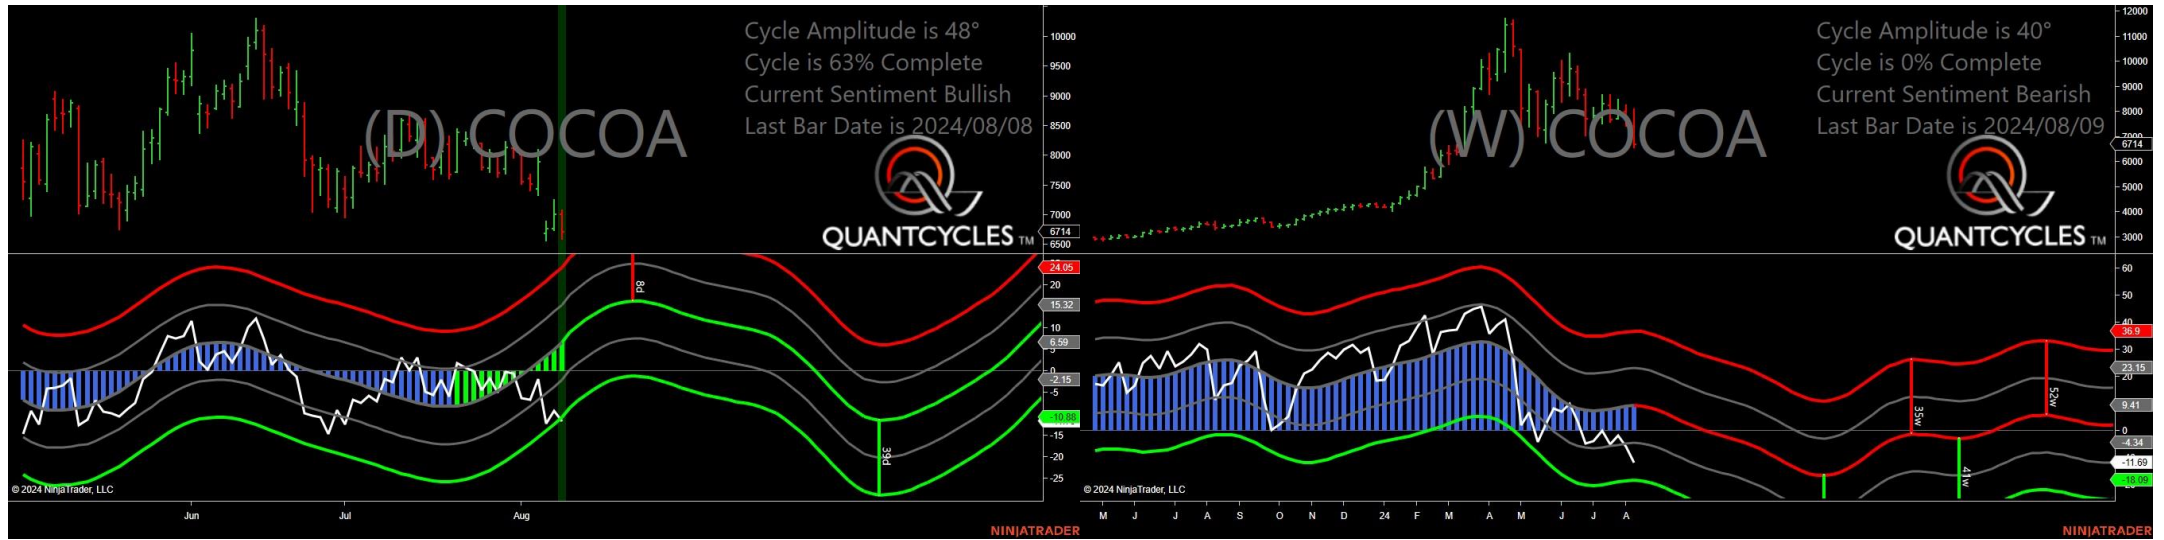 Cycle Amplitude is 48°
Cycle is 63% Complete
Current Sentiment Bullish
Last Bar Date is 2024/08/08
(D) COCOA
QUANTCYCLES TM
10000
9500
9000
8500
8000
7500
7000
6714
6500
24.05
20
15.32
10
6.59
5
0
-2.15
-5
-10.88
-15
-20
-25
8d
39d
© 2024 NinjaTrader, LLC
Jun Jul Aug
NINJATRADER
Cycle Amplitude is 40°
Cycle is 0% Complete
Current Sentiment Bearish
Last Bar Date is 2024/08/09
(W) COCOA
QUANTCYCLES TM
12000
11000
10000
9000
8000
7000
6714
6000
5000
4000
3000
60
50
40
36.9
30
23.15
20
9.41
0
-4.34
-11.69
-18.09
35w
41w
52w
© 2024 NinjaTrader, LLC
M J J A S O N D 24 F M A M J J A
NINJATRADER